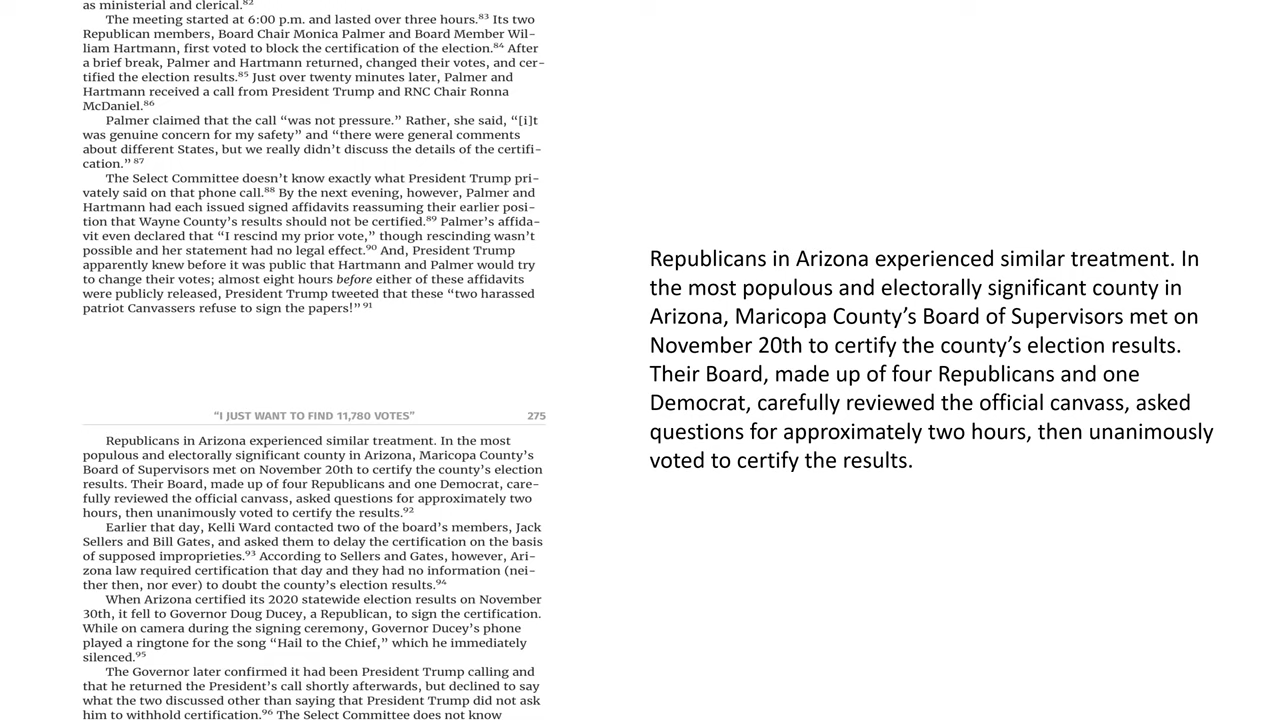 as ministerial and clerical.82
The meeting started at 6:00 p.m. and lasted over three hours.83 Its two
Republican members, Board Chair Monica Palmer and Board Member Wil-
liam Hartmann, first voted to block the certification of the election.84 After
a brief break, Palmer and Hartmann returned, changed their votes, and cer-
tified the election results.85 Just over twenty minutes later, Palmer and
Hartmann received a call from President Trump and RNC Chair Ronna
McDaniel.86
Palmer claimed that the call “was not pressure.” Rather, she said, “[i]t
was genuine concern for my safety” and “there were general comments
about different States, but we really didn’t discuss the details of the certifi-
cation.” 87
The Select Committee doesn’t know exactly what President Trump pri-
vately said on that phone call.88 By the next evening, however, Palmer and
Hartmann had each issued signed affidavits reassuming their earlier posi-
tion that Wayne County’s results should not be certified.89 Palmer’s affida-
vit even declared that “I rescind my prior vote,” though rescinding wasn’t
possible and her statement had no legal effect.90 And, President Trump
apparently knew before it was public that Hartmann and Palmer would try
to change their votes; almost eight hours before either of these affidavits
were publicly released, President Trump tweeted that these “two harassed
patriot Canvassers refuse to sign the papers!” 91
“I JUST WANT TO FIND 11,780 VOTES” 275
Republicans in Arizona experienced similar treatment. In the most
populous and electorally significant county in Arizona, Maricopa County’s
Board of Supervisors met on November 20th to certify the county’s election
results. Their Board, made up of four Republicans and one Democrat, care-
fully reviewed the official canvass, asked questions for approximately two
hours, then unanimously voted to certify the results.92
Earlier that day, Kelli Ward contacted two of the board’s members, Jack
Sellers and Bill Gates, and asked them to delay the certification on the basis
of supposed improprieties.93 According to Sellers and Gates, however, Ari-
zona law required certification that day and they had no information (nei-
ther then, nor ever) to doubt the county’s election results.94
When Arizona certified its 2020 statewide election results on November
30th, it fell to Governor Doug Ducey, a Republican, to sign the certification.
While on camera during the signing ceremony, Governor Ducey’s phone
played a ringtone for the song “Hail to the Chief,” which he immediately
silenced.95
The Governor later confirmed it had been President Trump calling and
that he returned the President’s call shortly afterwards, but declined to say
what the two discussed other than saying that President Trump did not ask
him to withhold certification.96 The Select Committee does not know
Republicans in Arizona experienced similar treatment. In
the most populous and electorally significant county in
Arizona, Maricopa County’s Board of Supervisors met on
November 20th to certify the county’s election results.
Their Board, made up of four Republicans and one
Democrat, carefully reviewed the official canvass, asked
questions for approximately two hours, then unanimously
voted to certify the results.